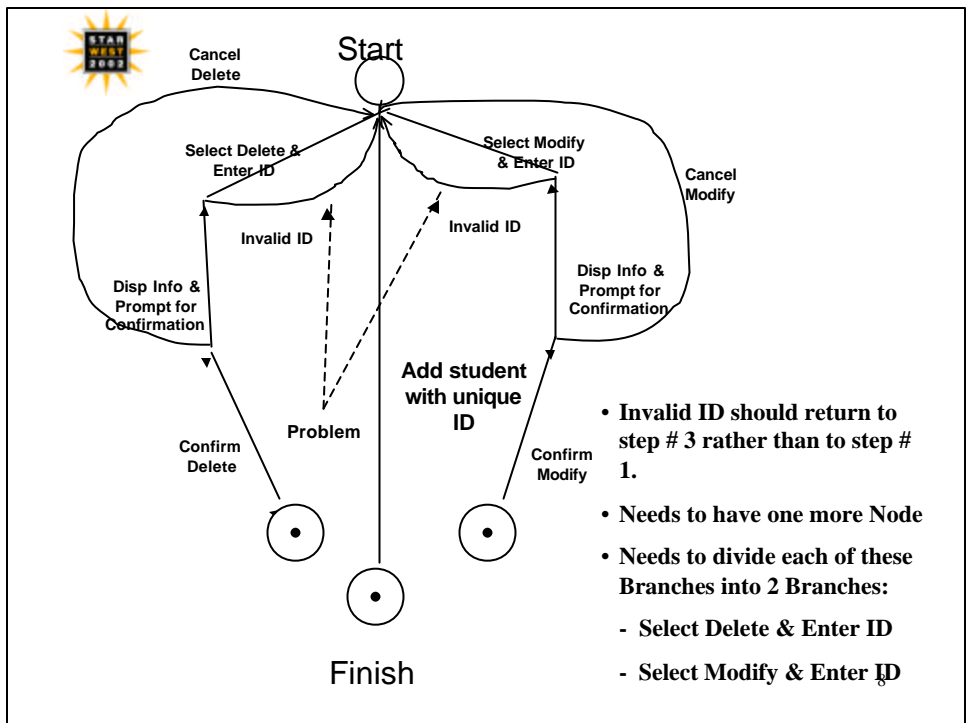 STAR
WEST
2002
Start
Cancel
Delete
Select Delete &
Enter ID
Select Modify
& Enter ID
Cancel
Modify
Invalid ID
Invalid ID
Disp Info &
Prompt for
Confirmation
Disp Info &
Prompt for
Confirmation
Add student
with unique
ID
Problem
Confirm
Delete
Confirm
Modify
Finish
• Invalid ID should return to
step # 3 rather than to step #
1.
• Needs to have one more Node
• Needs to divide each of these
Branches into 2 Branches:
- Select Delete & Enter ID
- Select Modify & Enter ID
8